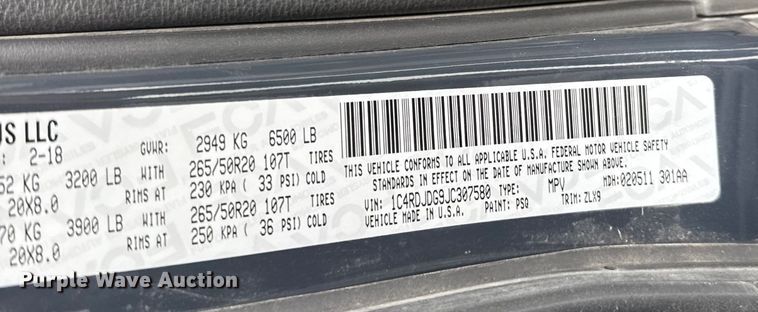 US LLC
: 2-18 GVWR: 2949 KG 6500 LB
52 KG 3200 LB WITH 265/50R20 107T TIRES
20X8.0 RIMS AT 230 KPA ( 33 PSI) COLD
70 KG 3900 LB WITH 265/50R20 107T TIRES
20X8.0 RIMS AT 250 KPA ( 36 PSI) COLD
THIS VEHICLE CONFORMS TO ALL APPLICABLE U.S.A. FEDERAL MOTOR VEHICLE SAFETY
STANDARDS IN EFFECT ON THE DATE OF MANUFACTURE SHOWN ABOVE.
VIN: 1C4RDJDG9JC307580 TYPE: MPV MDH: 020511 301AA
VEHICLE MADE IN U.S.A. PAINT: PSQ TRIM: ZLX9
Purple Wave Auction